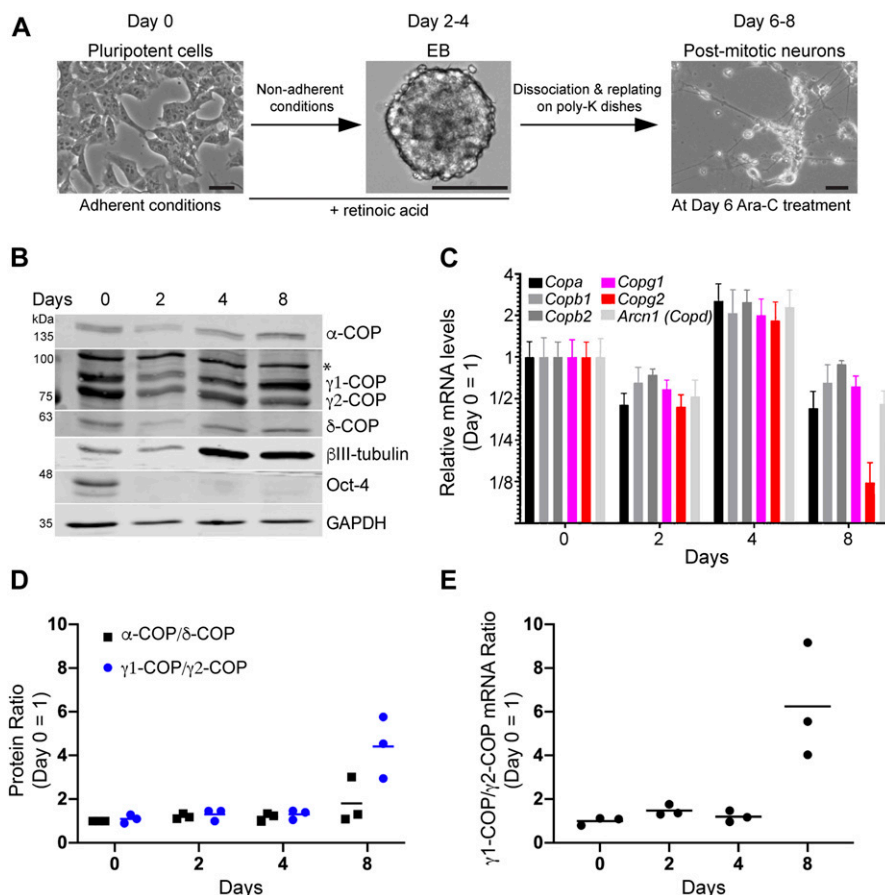 A
Day 0
Day 2-4
Day 6-8
Pluripotent cells
EB
Post-mitotic neurons
Non-adherent
conditions
Dissociation & replating
on poly-K dishes
Adherent conditions
+ retinoic acid
At Day 6 Ara-C treatment
B
Days 0 2 4 8
kDa
135
α-COP
100
*
γ1-COP
75
γ2-COP
63
δ-COP
βIII-tubulin
48
Oct-4
35
GAPDH
C
Relative mRNA levels
(Day 0 = 1)
4
2
1
1/2
1/4
1/8
Copa
Copg1
Copb1
Copg2
Copb2
Arcn1 (Copd)
0 2 4 8
Days
D
Protein Ratio
(Day 0 = 1)
10
8
6
4
2
0
α-COP/δ-COP
γ1-COP/γ2-COP
0 2 4 8
Days
E
γ1-COP/γ2-COP mRNA Ratio
(Day 0 = 1)
10
8
6
4
2
0
0 2 4 8
Days